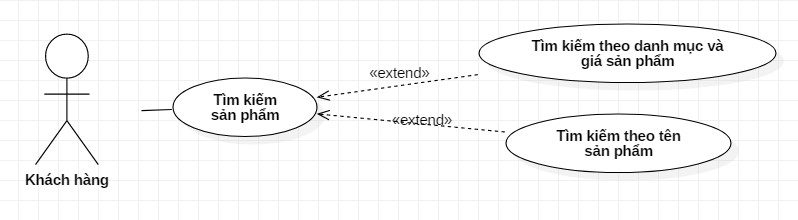 Tìm kiếm theo danh mục và
giá sản phẩm
«extend»
Tìm kiếm
sản phẩm
«extend»
Tìm kiếm theo tên
sản phẩm
Khách hàng